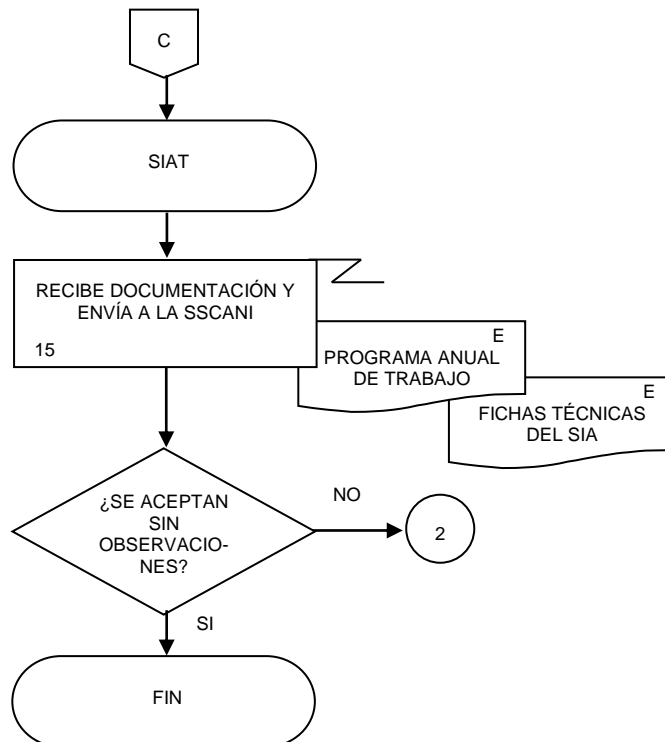 C
SIAT
RECIBE DOCUMENTACIÓN Y
ENVÍA A LA SSCANI
15
E
PROGRAMA ANUAL
DE TRABAJO
E
FICHAS TÉCNICAS
DEL SIA
¿SE ACEPTAN
SIN
OBSERVACIO-
NES?
NO
2
SI
FIN